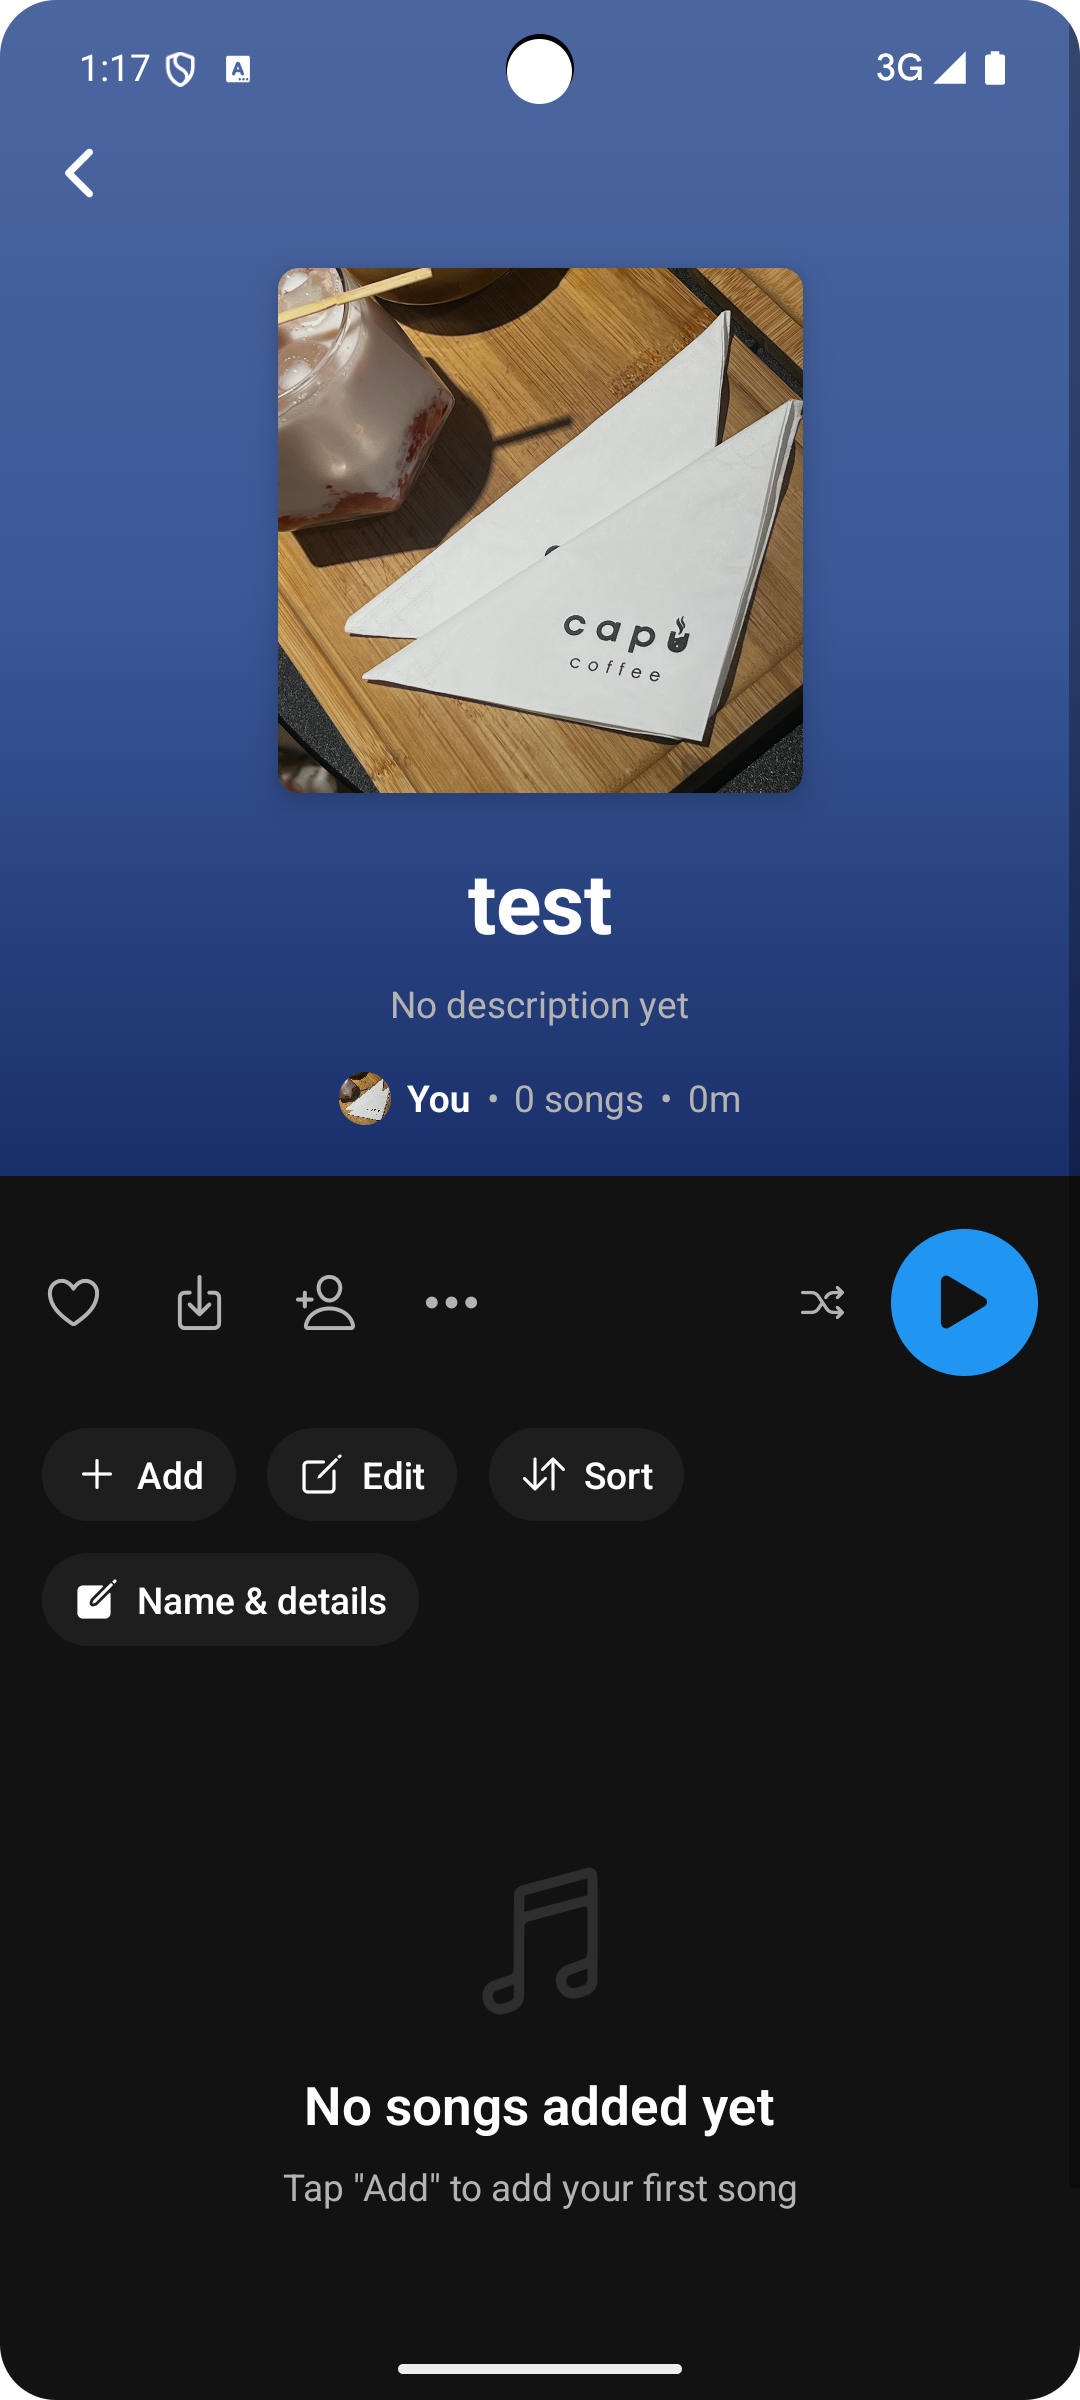 1:17
3G
capu
coffee
test
No description yet
You • 0 songs • 0m
Add
Edit
Sort
Name & details
No songs added yet
Tap "Add" to add your first song